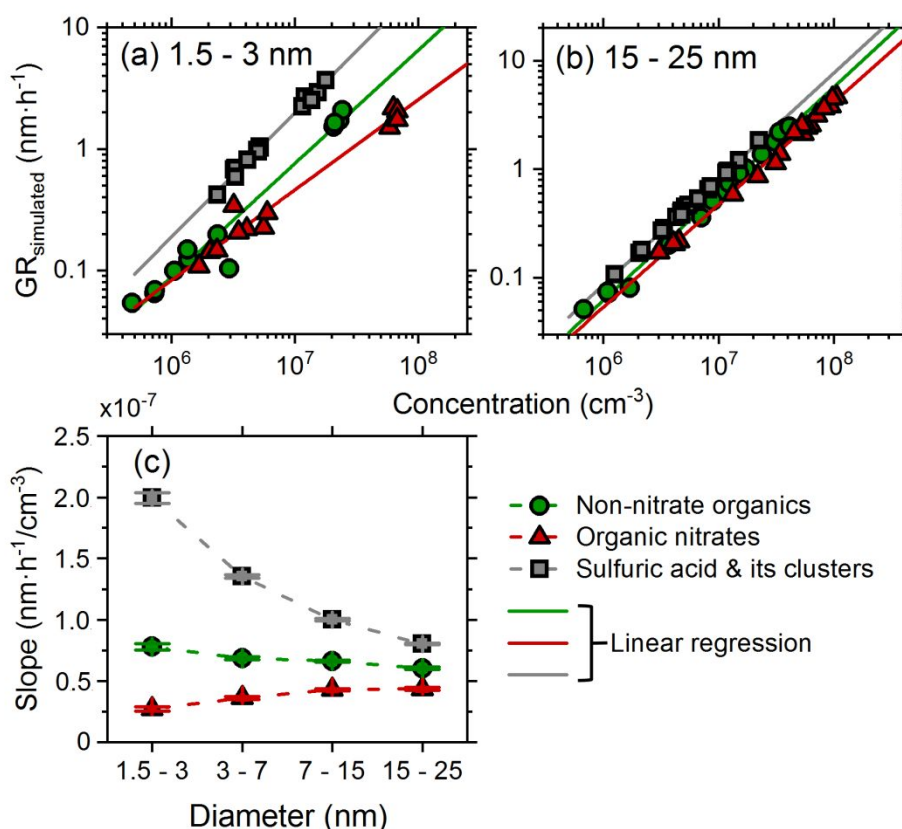 (a) 1.5 - 3 nm
(b) 15 - 25 nm
GR_simulated (nm·h⁻¹)
10
1
0.1
10
1
0.1
10⁶
10⁷
10⁸
10⁶
10⁷
10⁸
Concentration (cm⁻³)
x10⁻⁷
(c)
Slope (nm·h⁻¹/cm⁻³)
2.5
2.0
1.5
1.0
0.5
0
1.5 - 3
3 - 7
7 - 15
15 - 25
Diameter (nm)
Non-nitrate organics
Organic nitrates
Sulfuric acid & its clusters
Linear regression